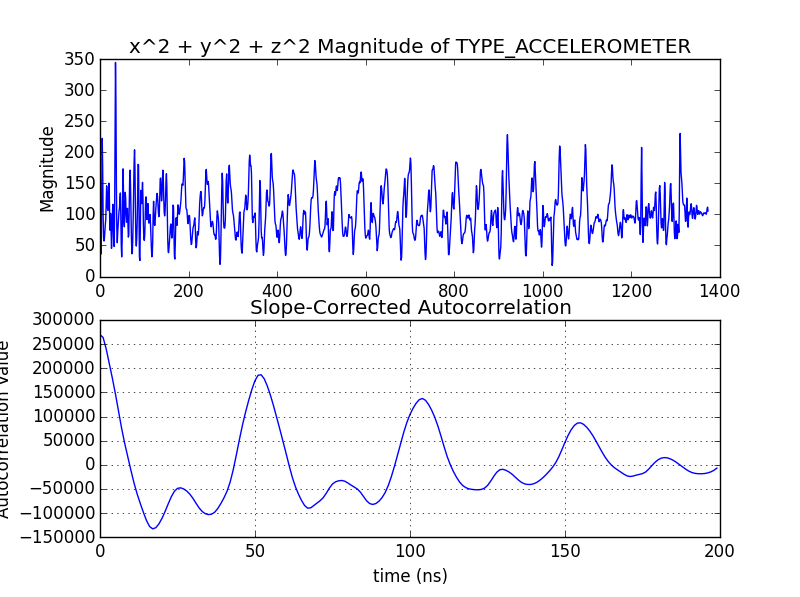 x^2 + y^2 + z^2 Magnitude of TYPE_ACCELEROMETER
Magnitude
350
300
250
200
150
100
50
0
0 200 400 600 800 1000 1200 1400
Slope-Corrected Autocorrelation
Autocorrelation Value
300000
250000
200000
150000
100000
50000
0
−50000
−100000
−150000
0 50 100 150 200
time (ns)